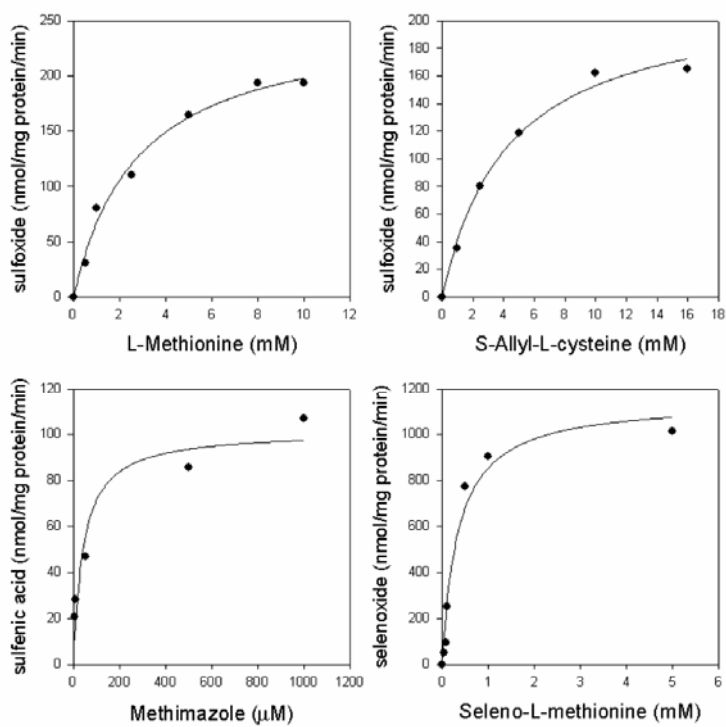 250
200
150
100
50
0
sulfoxide (nmol/mg protein/min)
0 2 4 6 8 10 12
L-Methionine (mM)
200
180
160
140
120
100
80
60
40
20
0
sulfoxide (nmol/mg protein/min)
0 2 4 6 8 10 12 14 16 18
S-Allyl-L-cysteine (mM)
120
100
80
60
40
20
0
sulfenic acid (nmol/mg protein/min)
0 200 400 600 800 1000 1200
Methimazole (μM)
1200
1000
800
600
400
200
0
selenoxide (nmol/mg protein/min)
0 1 2 3 4 5 6
Seleno-L-methionine (mM)